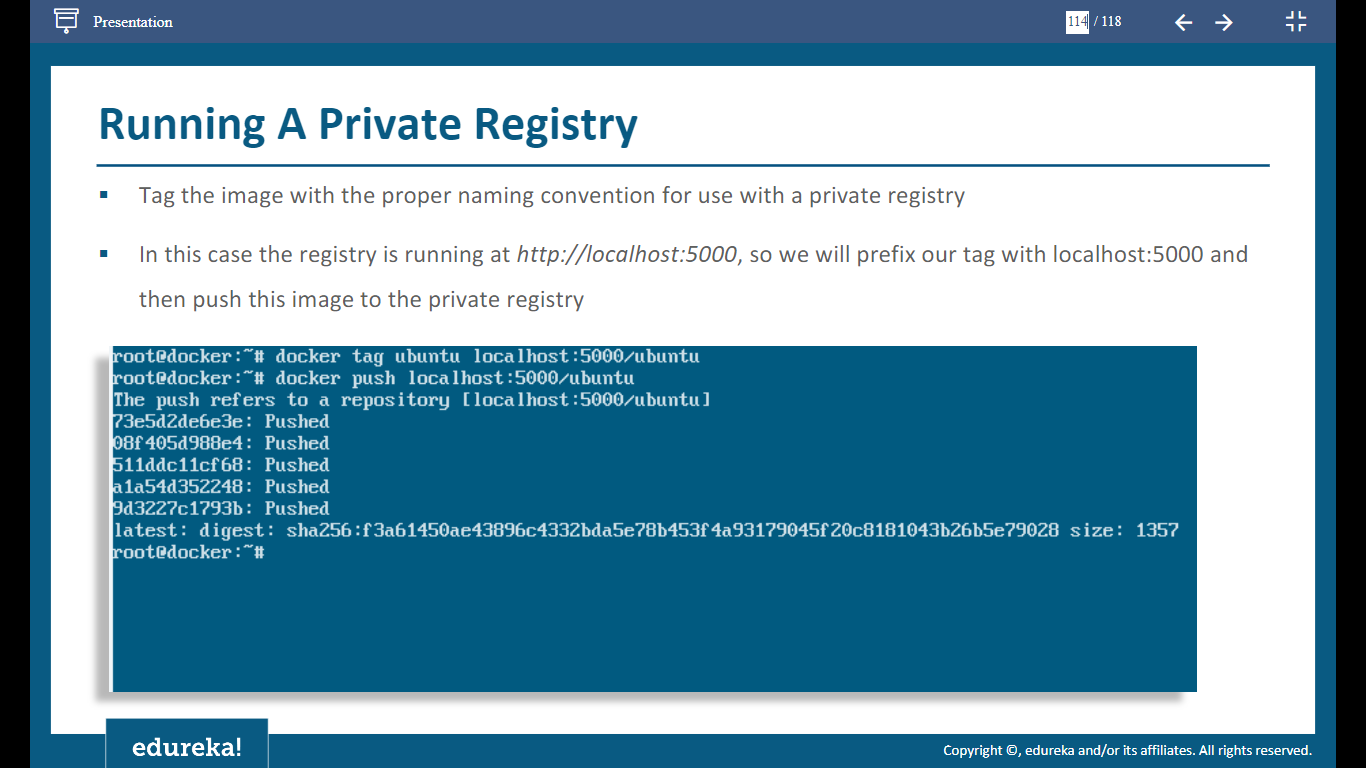 Presentation
114 / 118
Running A Private Registry
▪ Tag the image with the proper naming convention for use with a private registry
▪ In this case the registry is running at http://localhost:5000, so we will prefix our tag with localhost:5000 and
then push this image to the private registry
root@docker:~# docker tag ubuntu localhost:5000/ubuntu
root@docker:~# docker push localhost:5000/ubuntu
The push refers to a repository [localhost:5000/ubuntu]
73e5d2de6e3e: Pushed
08f405d988e4: Pushed
511ddc11cf68: Pushed
a1a54d352248: Pushed
9d3227c1793b: Pushed
latest: digest: sha256:f3a61450ae43896c4332bda5e78b453f4a93179045f20c8181043b26b5e79028 size: 1357
root@docker:~#
edureka!
Copyright ©, edureka and/or its affiliates. All rights reserved.